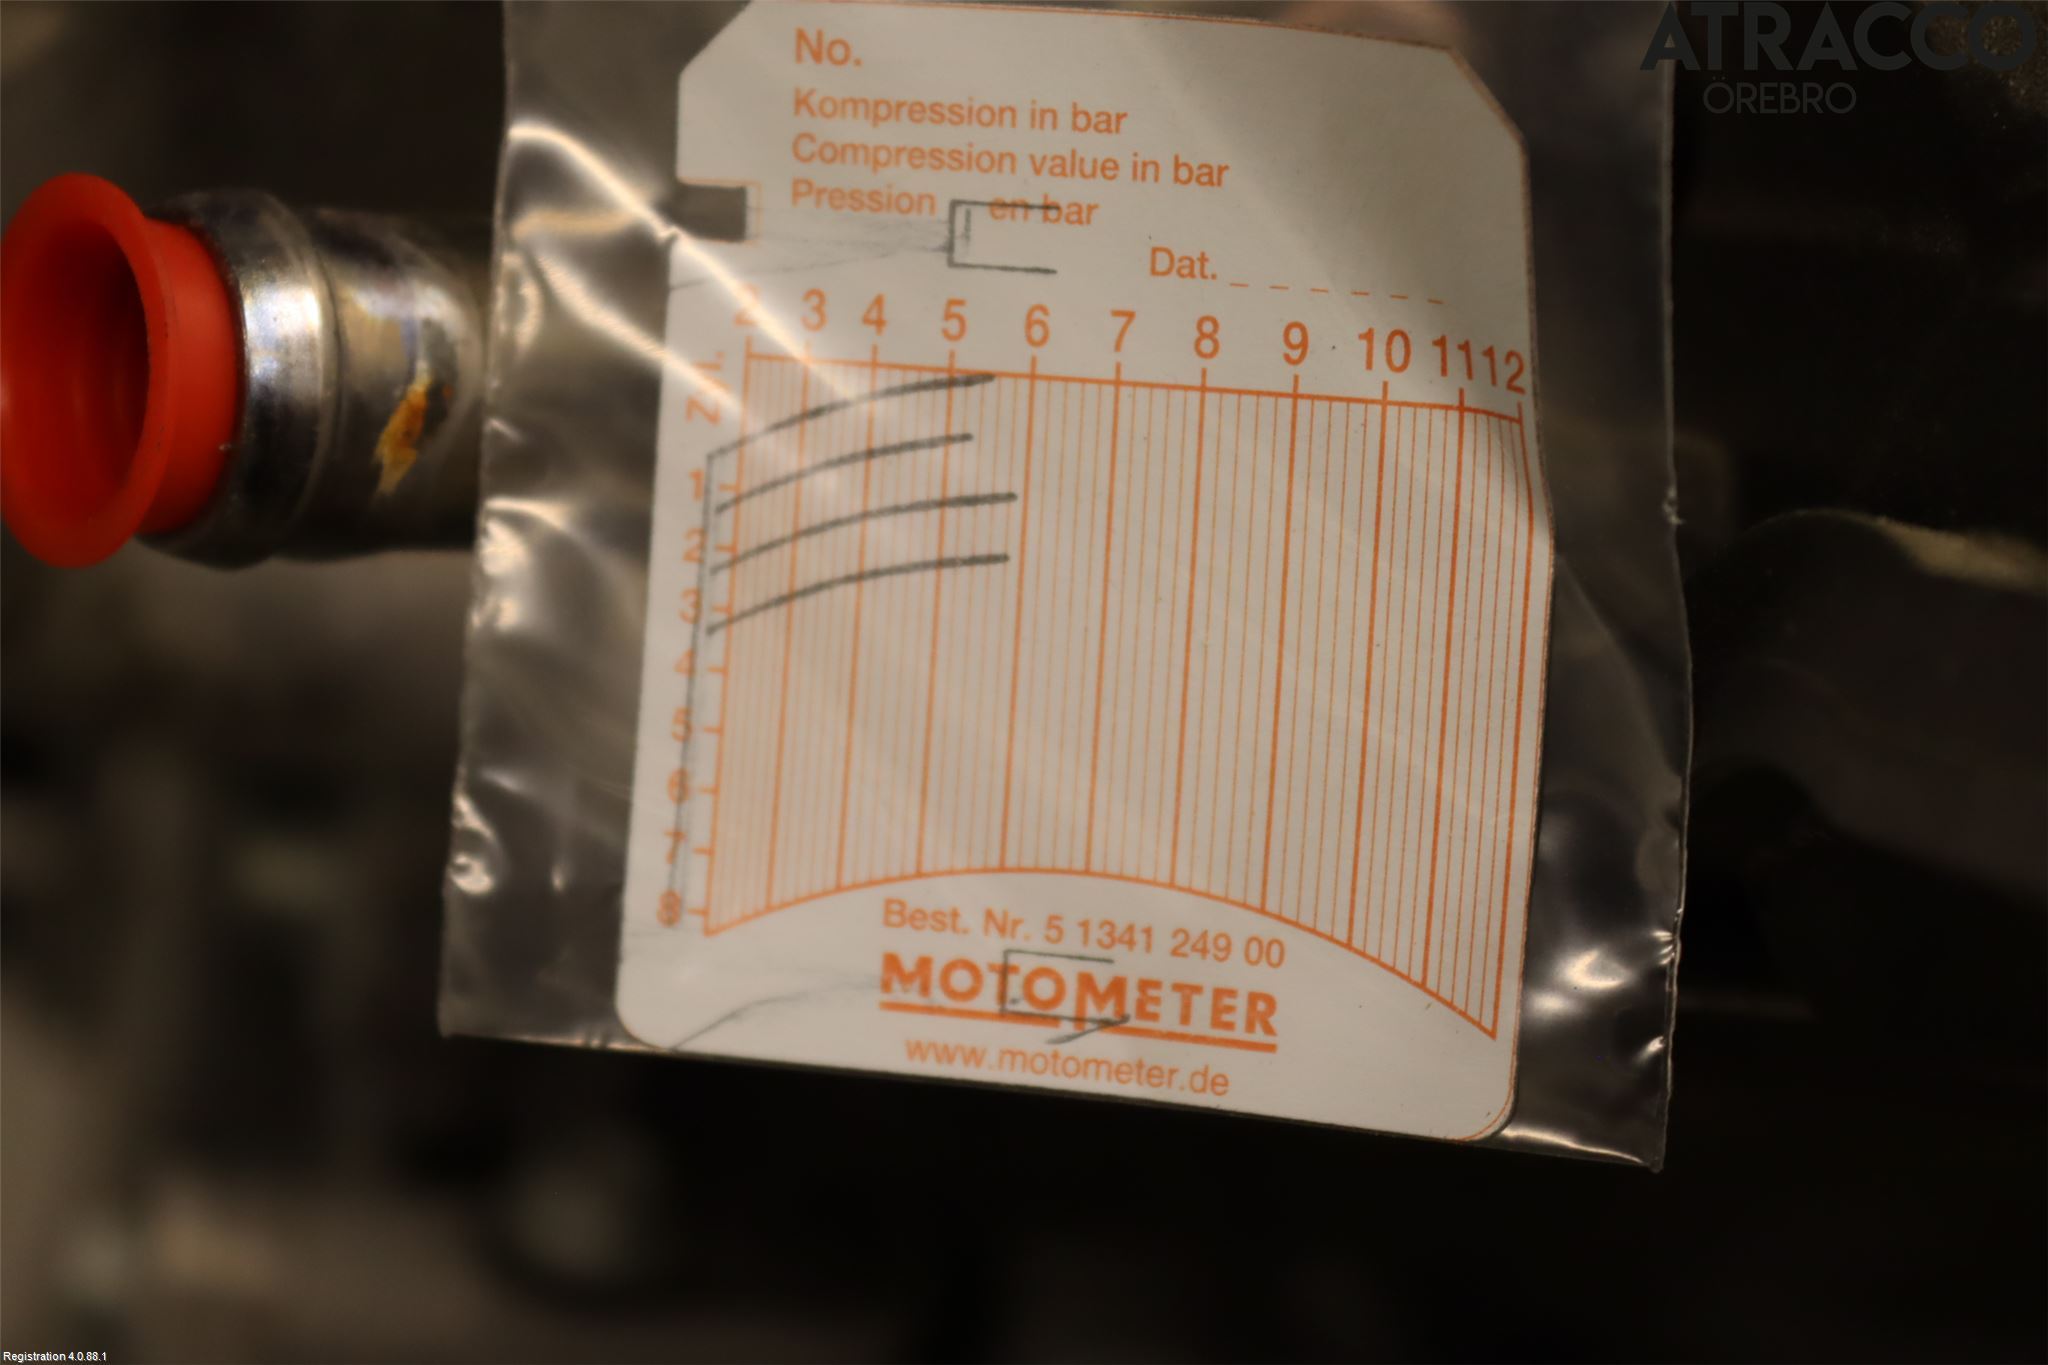 ATRACCO
ÖREBRO
No.
Kompression in bar
Compression value in bar
Pression en bar
Dat. _ _ _ _ _ _
2 3 4 5 6 7 8 9 10 11 12
Z.
1
2
3
4
5
6
7
8
Best. Nr. 5 1341 249 00
MOTOMETER
www.motometer.de
Registration 4.0.88.1